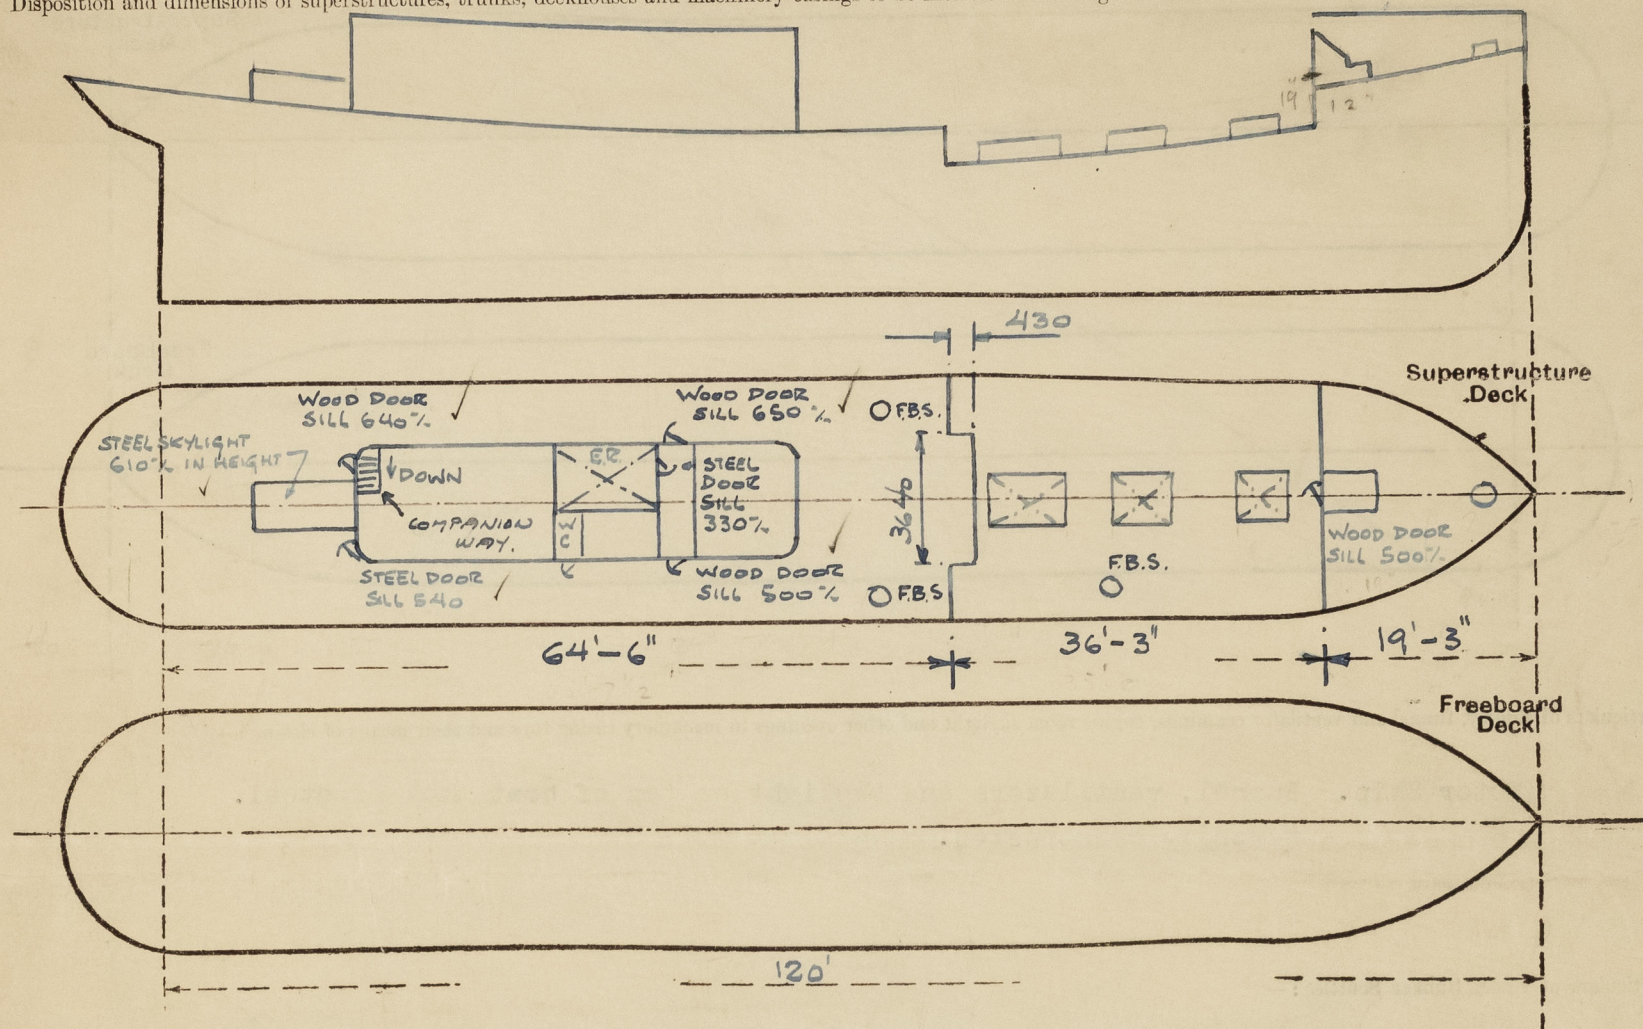 Disposition and dimensions of superstructures, trunks, deckhouses and machinery casings
19" 12"
430
Superstructure
Deck
WOOD DOOR
SILL 640 %
WOOD DOOR
SILL 650 %
F.B.S.
STEEL SKYLIGHT
610 % IN HEIGHT
DOWN
E.R.
STEEL
DOOR
SILL
330 %
COMPANION
WAY.
W
C
3640
WOOD DOOR
SILL 500 %
F.B.S.
STEEL DOOR
SILL 540
WOOD DOOR
SILL 500 %
F.B.S
64'-6"
36'-3"
19'-3"
Freeboard
Deck
120'